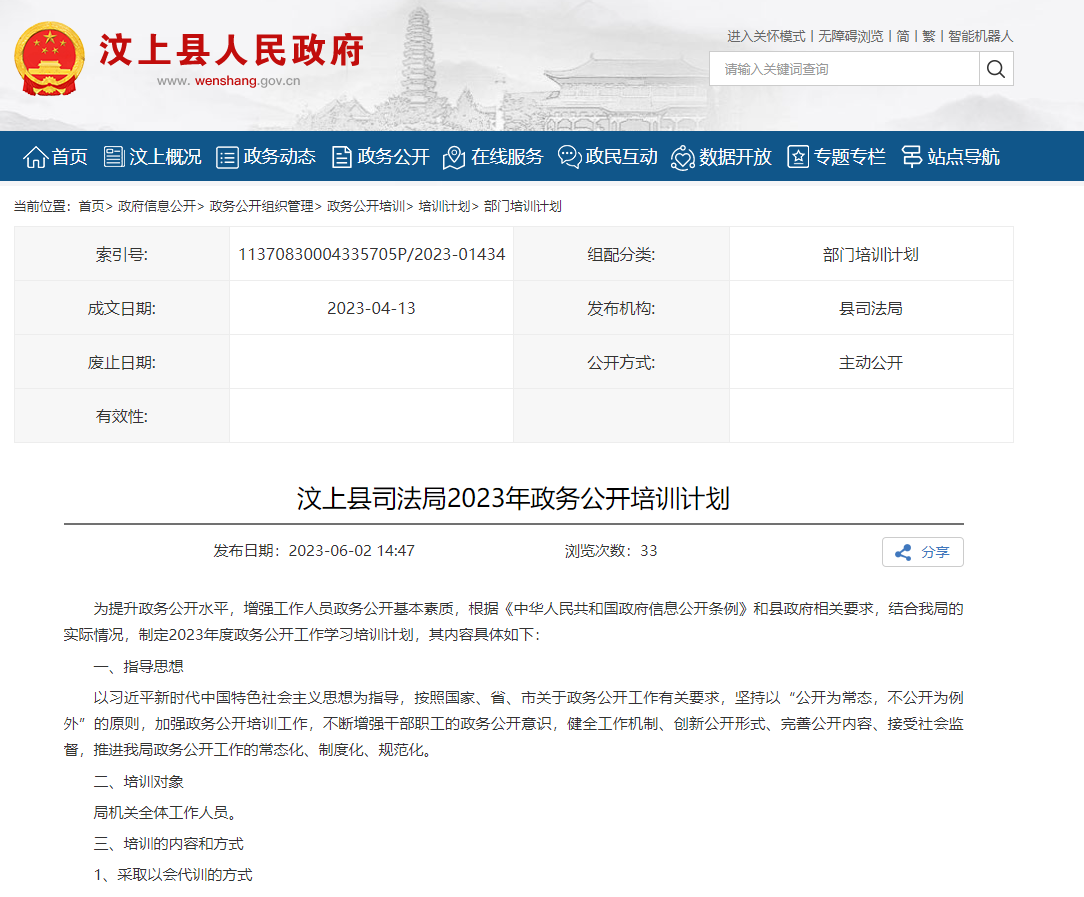 汶上县人民政府
www. wenshang.gov.cn
进入关怀模式 | 无障碍浏览 | 简 | 繁 | 智能机器人
请输入关键词查询
首页 汶上概况 政务动态 政务公开 在线服务 政民互动 数据开放 专题专栏 站点导航
当前位置：首页> 政府信息公开> 政务公开组织管理> 政务公开培训> 培训计划> 部门培训计划
索引号: 11370830004335705P/2023-01434 组配分类: 部门培训计划
成文日期: 2023-04-13 发布机构: 县司法局
废止日期: 公开方式: 主动公开
有效性:
汶上县司法局2023年政务公开培训计划
发布日期：2023-06-02 14:47 浏览次数：33 分享
为提升政务公开水平，增强工作人员政务公开基本素质，根据《中华人民共和国政府信息公开条例》和县政府相关要求，结合我局的
实际情况，制定2023年度政务公开工作学习培训计划，其内容具体如下：
一、指导思想
以习近平新时代中国特色社会主义思想为指导，按照国家、省、市关于政务公开工作有关要求，坚持以“公开为常态，不公开为例
外”的原则，加强政务公开培训工作，不断增强干部职工的政务公开意识，健全工作机制、创新公开形式、完善公开内容、接受社会监
督，推进我局政务公开工作的常态化、制度化、规范化。
二、培训对象
局机关全体工作人员。
三、培训的内容和方式
1、采取以会代训的方式